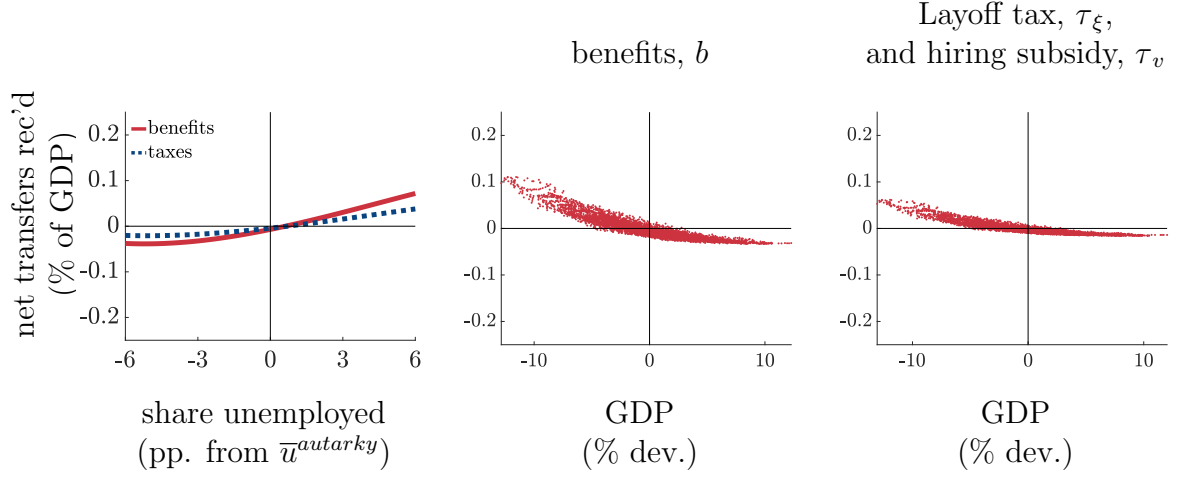 benefits, b
Layoff tax, τ_ξ,
and hiring subsidy, τ_v
net transfers rec'd
(% of GDP)
0.2
0.1
0
-0.1
-0.2
benefits
taxes
-6
-3
0
3
6
share unemployed
(pp. from u̅^autarky)
0.2
0.1
0
-0.1
-0.2
-10
0
10
GDP
(% dev.)
0.2
0.1
0
-0.1
-0.2
-10
0
10
GDP
(% dev.)